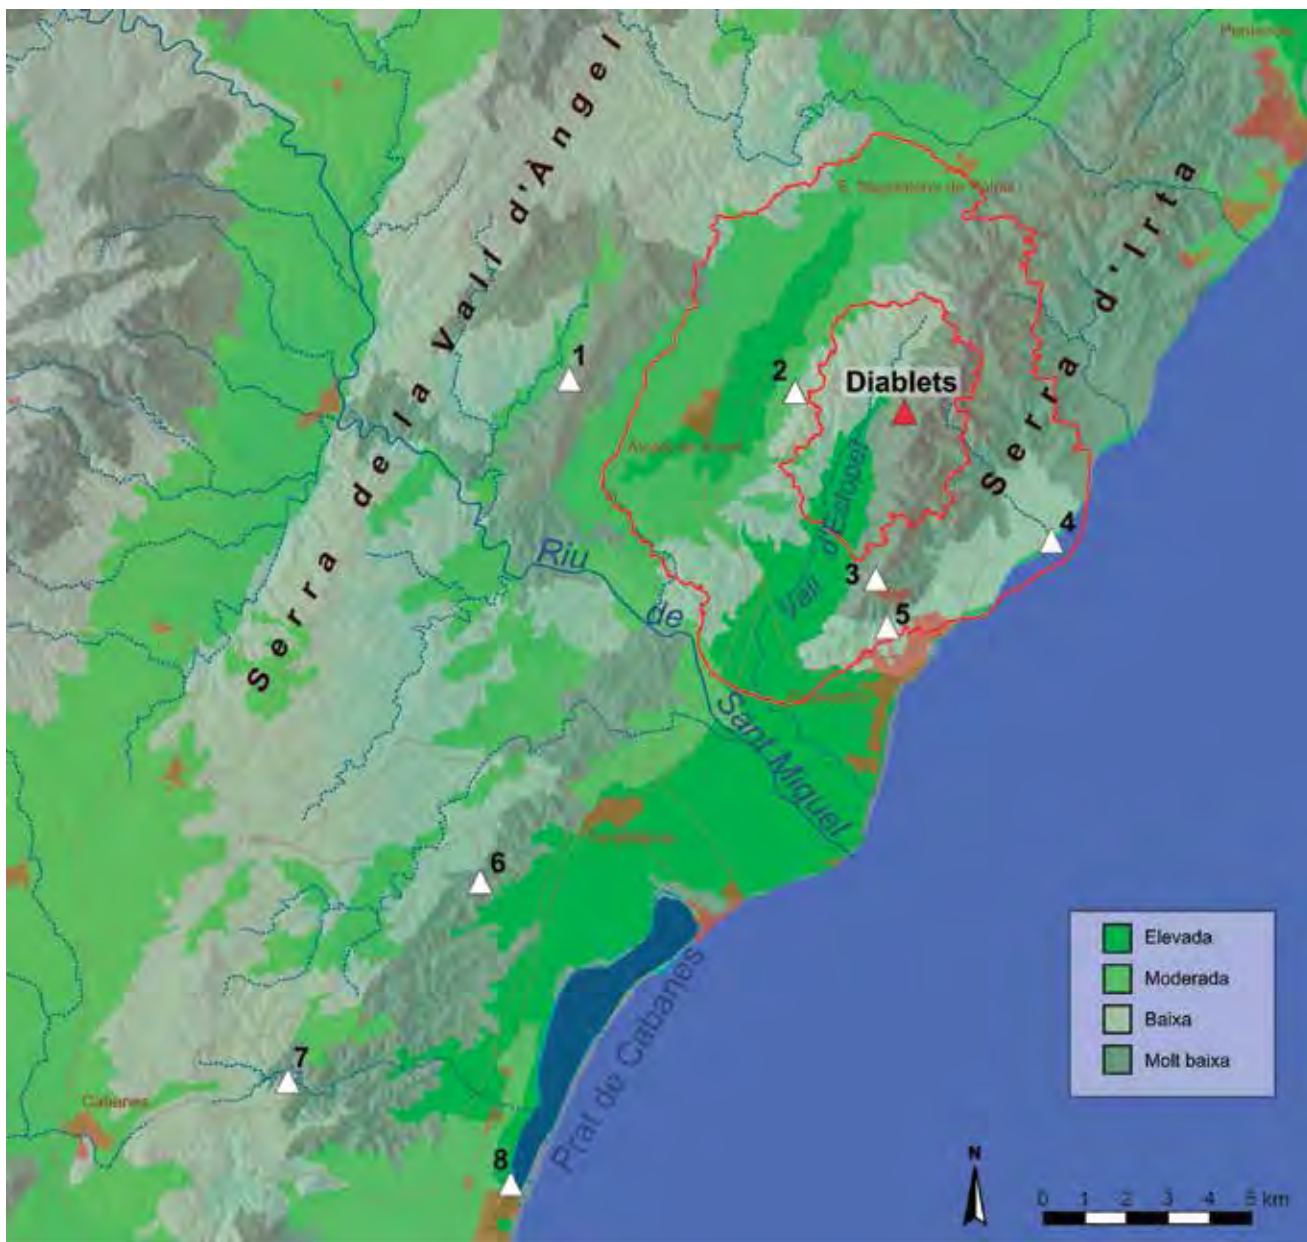 Serra de la Vall d'Àngel
Serra d'Irta
1
2
Diablets
Vall d'Estopet
4
3
5
Riu de Sant Miquel
6
7
Cabanes
8
Prat de Cabanes
Elevada
Moderada
Baixa
Molt baixa
N
0 1 2 3 4 5 km